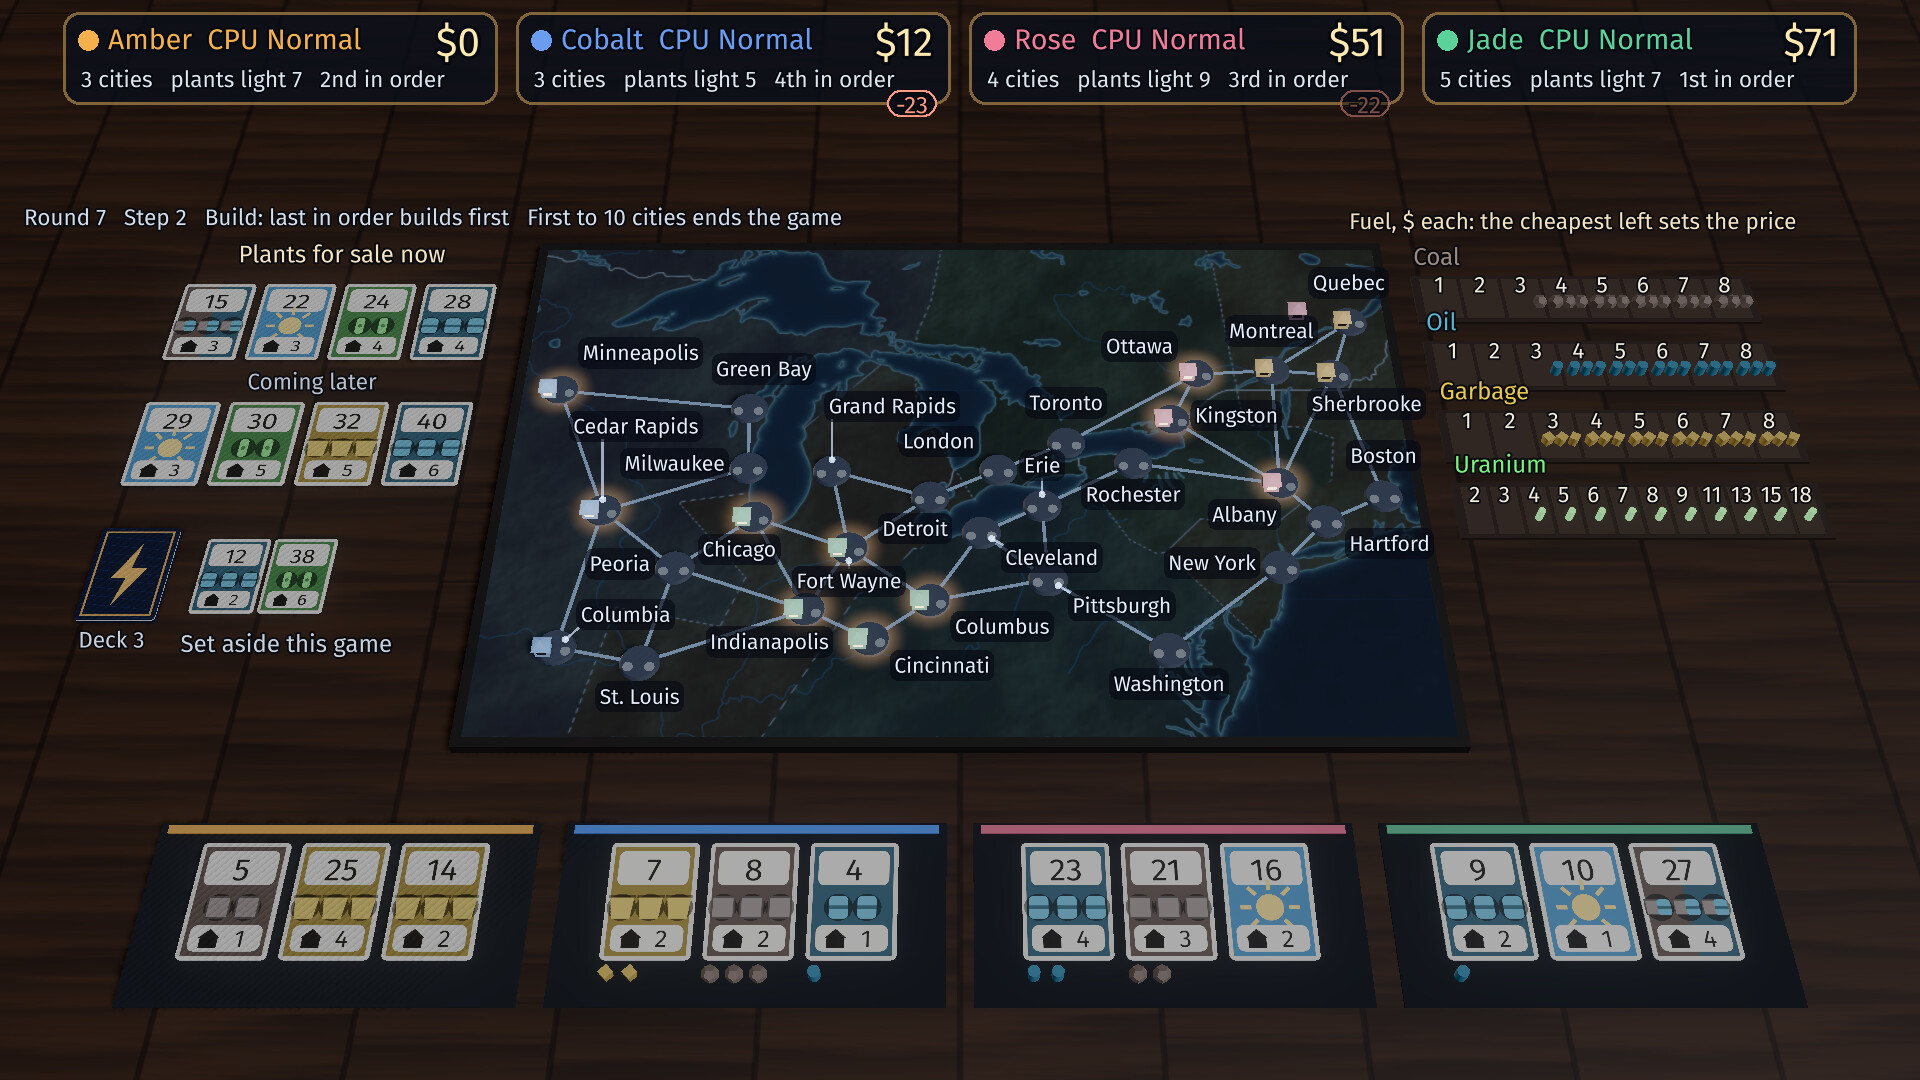 Amber CPU Normal $0
3 cities plants light 7 2nd in order
Cobalt CPU Normal $12
3 cities plants light 5 4th in order
-23
Rose CPU Normal $51
4 cities plants light 9 3rd in order
-22
Jade CPU Normal $71
5 cities plants light 7 1st in order
Round 7 Step 2 Build: last in order builds first First to 10 cities ends the game
Plants for sale now
15 22 24 28
3 3 4 4
Coming later
29 30 32 40
3 5 5 6
Deck 3
12 38
2 6
Set aside this game
Quebec
Montreal
Ottawa
Minneapolis
Green Bay
Grand Rapids
Toronto
Kingston
Sherbrooke
Cedar Rapids
London
Milwaukee
Erie
Boston
Rochester
Albany
Detroit
Hartford
Chicago
Peoria
Fort Wayne
Cleveland
New York
Columbia
Pittsburgh
Indianapolis
Columbus
Cincinnati
Washington
St. Louis
Fuel, $ each: the cheapest left sets the price
Coal
1 2 3 4 5 6 7 8
Oil
1 2 3 4 5 6 7 8
Garbage
1 2 3 4 5 6 7 8
Uranium
2 3 4 5 6 7 8 9 11 13 15 18
5 25 14
1 4 2
7 8 4
2 2 1
23 21 16
4 3 2
9 10 27
2 1 4